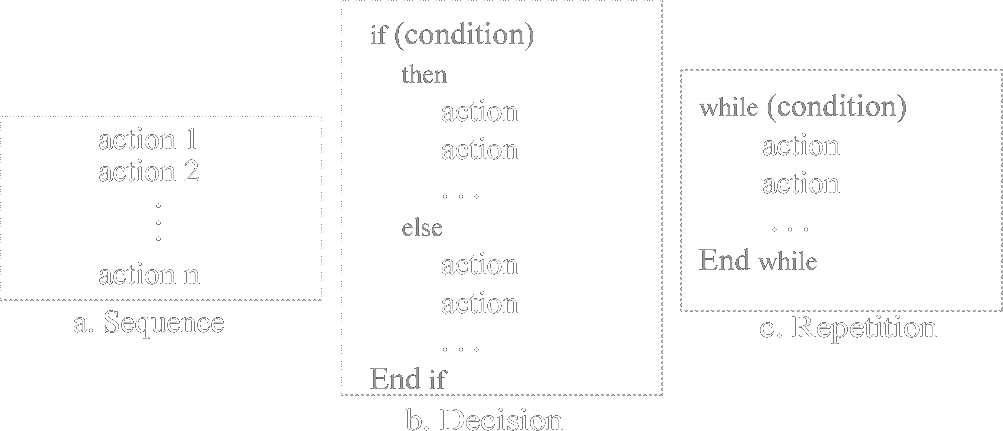 action 1
action 2
.
.
.
action n
a. Sequence
if (condition)
then
action
action
. . .
else
action
action
. . .
End if
b. Decision
while (condition)
action
action
. . .
End while
c. Repetition